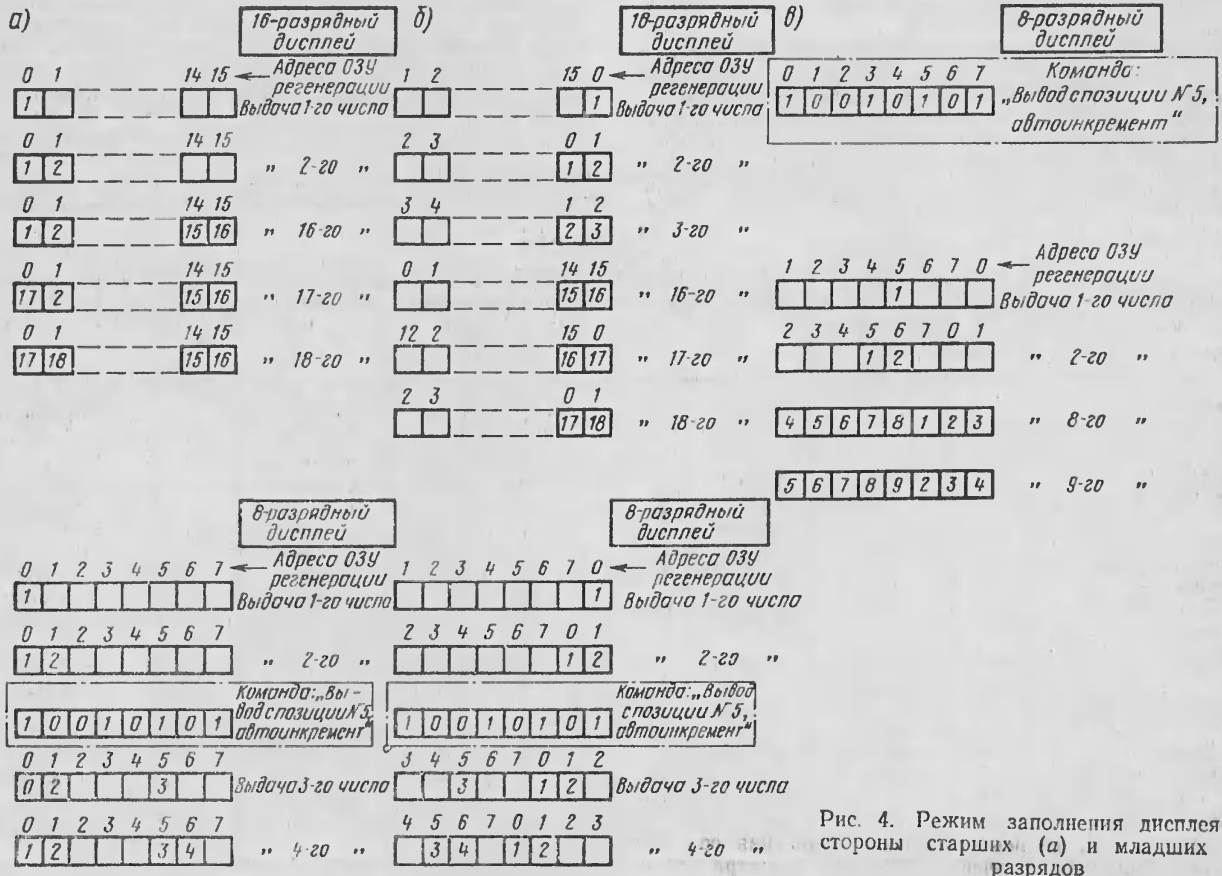 а)
16-разрядный
дисплей
0 1 14 15
Адреса ОЗУ
регенерации
1
Выдача 1-го числа
0 1 14 15
1 2
„ 2-го „
0 1 14 15
1 2 15 16
„ 16-го „
0 1 14 15
17 2 15 16
„ 17-го „
0 1 14 15
17 18 15 16
„ 18-го „
8-разрядный
дисплей
0 1 2 3 4 5 6 7
Адреса ОЗУ
регенерации
1
Выдача 1-го числа
0 1 2 3 4 5 6 7
1 2
„ 2-го „
Команда: „Вы-
вод с позиции №5,
автоинкремент"
1 0 0 1 0 1 0 1
0 1 2 3 4 5 6 7
0 2 3
Выдача 3-го числа
0 1 2 3 4 5 6 7
1 2 3 4
„ 4-го „
б)
16-разрядный
дисплей
1 2 15 0
Адреса ОЗУ
регенерации
1
Выдача 1-го числа
2 3 0 1
1 2
„ 2-го „
3 4 1 2
2 3
„ 3-го „
0 1 14 15
15 16
„ 16-го „
12 2 15 0
16 17
„ 17-го „
2 3 0 1
17 18
„ 18-го „
8-разрядный
дисплей
1 2 3 4 5 6 7 0
Адреса ОЗУ
регенерации
1
Выдача 1-го числа
2 3 4 5 6 7 0 1
1 2
„ 2-го „
Команда: „Вывод
с позиции №5,
автоинкремент"
1 0 0 1 0 1 0 1
3 4 5 6 7 0 1 2
3 1 2
Выдача 3-го числа
4 5 6 7 0 1 2 3
3 4 1 2
„ 4-го „
в)
8-разрядный
дисплей
0 1 2 3 4 5 6 7
1 0 0 1 0 1 0 1
Команда:
„Вывод с позиции №5,
автоинкремент"
1 2 3 4 5 6 7 0
Адреса ОЗУ
регенерации
1
Выдача 1-го числа
2 3 4 5 6 7 0 1
1 2
„ 2-го „
4 5 6 7 8 1 2 3
„ 8-го „
5 6 7 8 9 2 3 4
„ 9-го „
Рис. 4. Режим заполнения дисплея
стороны старших (а) и младших
разрядов